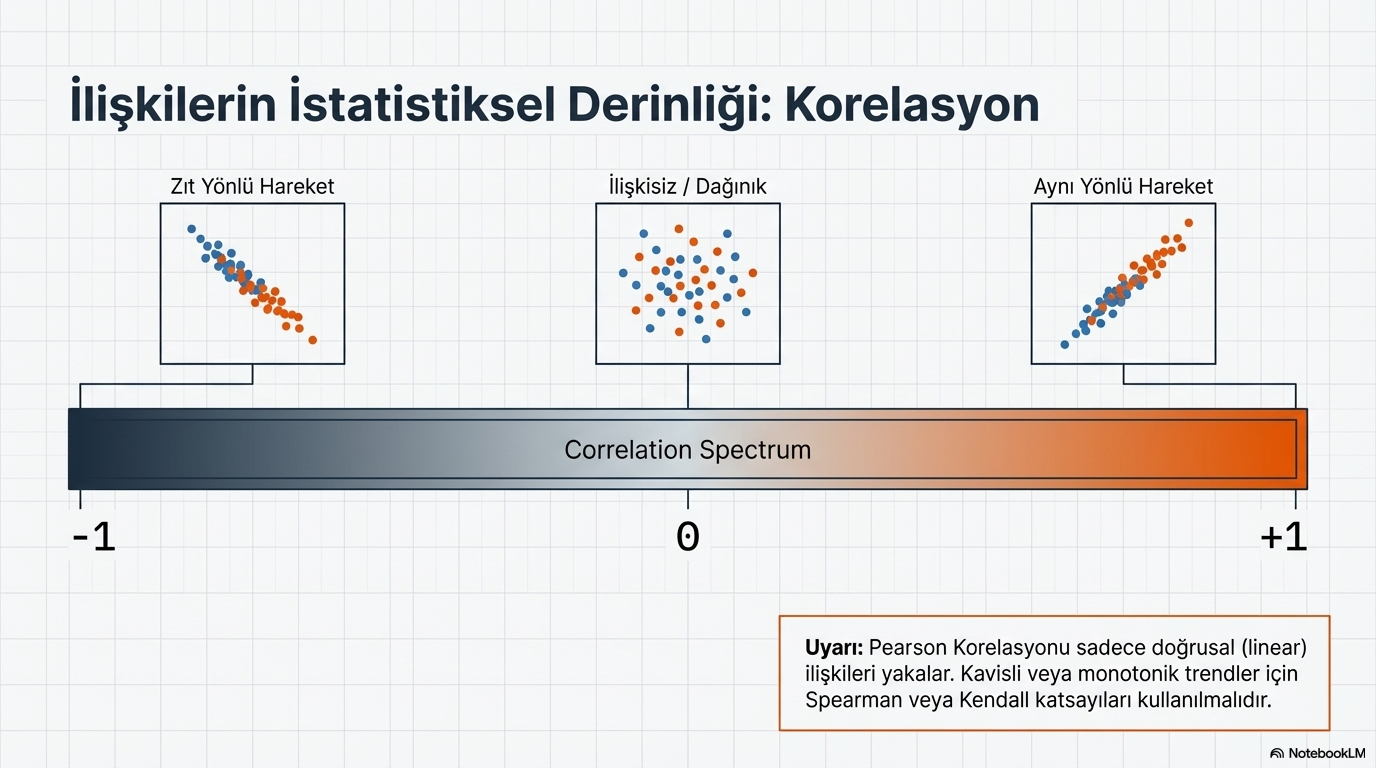 İlişkilerin İstatistiksel Derinliği: Korelasyon
Zıt Yönlü Hareket
İlişkisiz / Dağınık
Aynı Yönlü Hareket
Correlation Spectrum
-1
0
+1
Uyarı: Pearson Korelasyonu sadece doğrusal (linear)
ilişkileri yakalar. Kavisli veya monotonik trendler için
Spearman veya Kendall katsayıları kullanılmalıdır.
NotebookLM